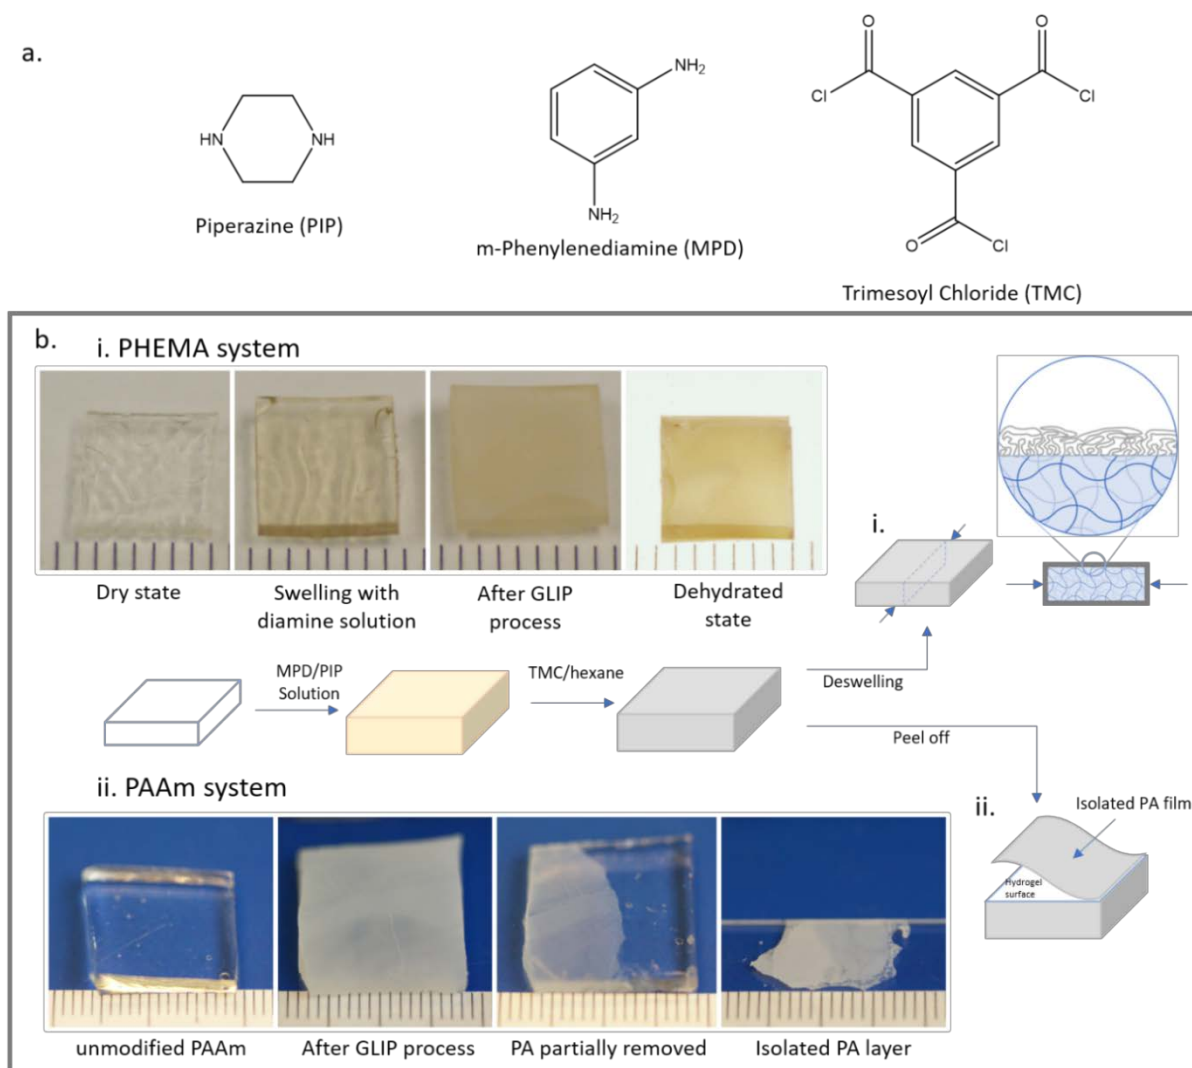 a.
HN
NH
Piperazine (PIP)
NH₂
NH₂
m-Phenylenediamine (MPD)
O
O
Cl
Cl
O
Cl
Trimesoyl Chloride (TMC)
b.
i. PHEMA system
Dry state
Swelling with
diamine solution
After GLIP
process
Dehydrated
state
i.
MPD/PIP
Solution
TMC/hexane
Deswelling
Peel off
ii. PAAm system
ii.
Isolated PA film
Hydrogel
surface
unmodified PAAm
After GLIP process
PA partially removed
Isolated PA layer